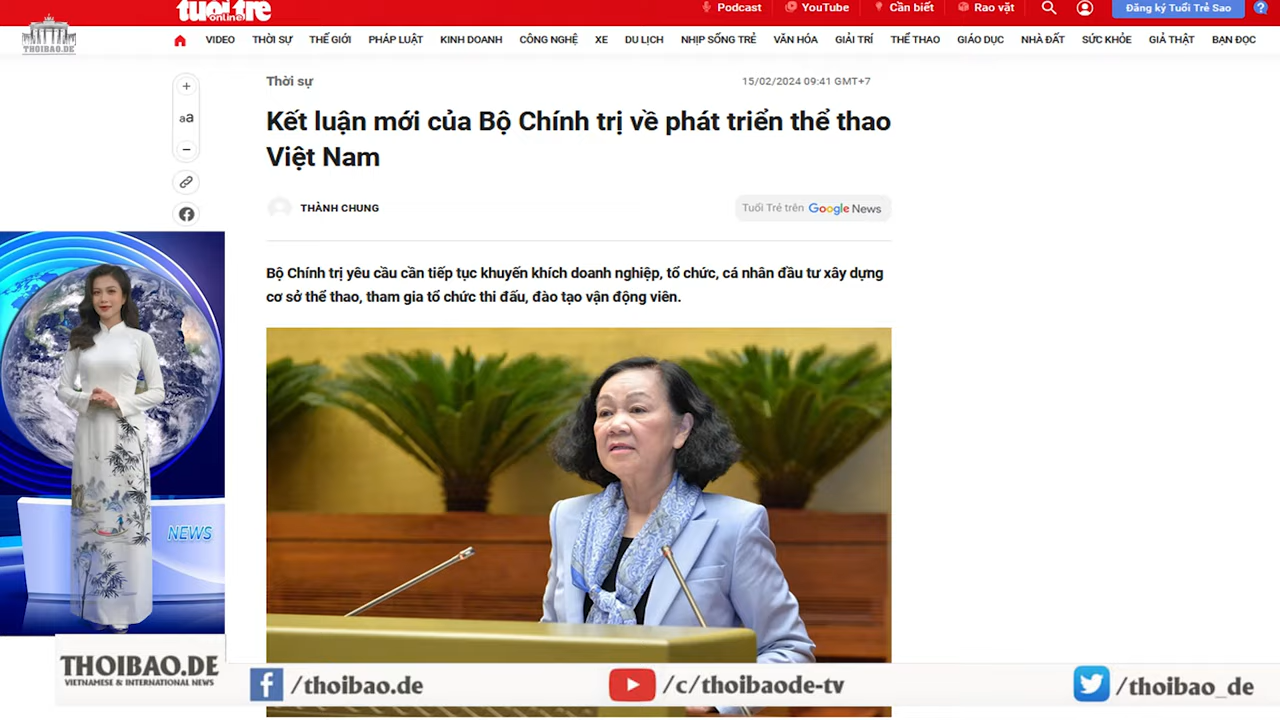 tuổi trẻ
online
Podcast
YouTube
Cần biết
Rao vặt
Đăng ký Tuổi Trẻ Sao
THOIBAO.DE
VIDEO THỜI SỰ THẾ GIỚI PHÁP LUẬT KINH DOANH CÔNG NGHỆ XE DU LỊCH NHỊP SỐNG TRẺ VĂN HÓA GIẢI TRÍ THỂ THAO GIÁO DỤC NHÀ ĐẤT SỨC KHỎE GIẢ THẬT BẠN ĐỌC
Thời sự
15/02/2024 09:41 GMT+7
+
aA
−
Kết luận mới của Bộ Chính trị về phát triển thể thao
Việt Nam
THÀNH CHUNG
Tuổi Trẻ trên Google News
Bộ Chính trị yêu cầu cần tiếp tục khuyến khích doanh nghiệp, tổ chức, cá nhân đầu tư xây dựng
cơ sở thể thao, tham gia tổ chức thi đấu, đào tạo vận động viên.
NEWS
THOIBAO.DE
VIETNAMESE & INTERNATIONAL NEWS
/thoibao.de
/c/thoibaode-tv
/thoibao_de